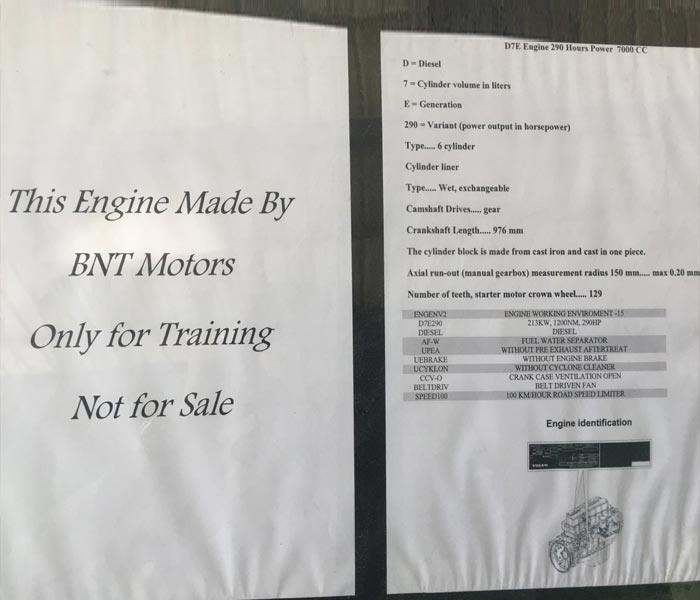 This Engine Made By
BNT Motors
Only for Training
Not for Sale
D7E Engine 290 Hours Power 7000 CC
D = Diesel
7 = Cylinder volume in liters
E = Generation
290 = Variant (power output in horsepower)
Type..... 6 cylinder
Cylinder liner
Type..... Wet, exchangeable
Camshaft Drives..... gear
Crankshaft Length..... 976 mm
The cylinder block is made from cast iron and cast in one piece.
Axial run-out (manual gearbox) measurement radius 150 mm..... max 0.20 mm
Number of teeth, starter motor crown wheel..... 129
ENGENV2 ENGINE WORKING ENVIROMENT -15
D7E290 213KW, 1200NM, 290HP
DIESEL DIESEL
AF-W FUEL WATER SEPARATOR
UPEA WITHOUT PRE EXHAUST AFTERTREAT
UEBRAKE WITHOUT ENGINE BRAKE
UCYKLON WITHOUT CYCLONE CLEANER
CCV-O CRANK CASE VENTILATION OPEN
BELTDRIV BELT DRIVEN FAN
SPEED100 100 KM/HOUR ROAD SPEED LIMITER
Engine identification
VOLVO